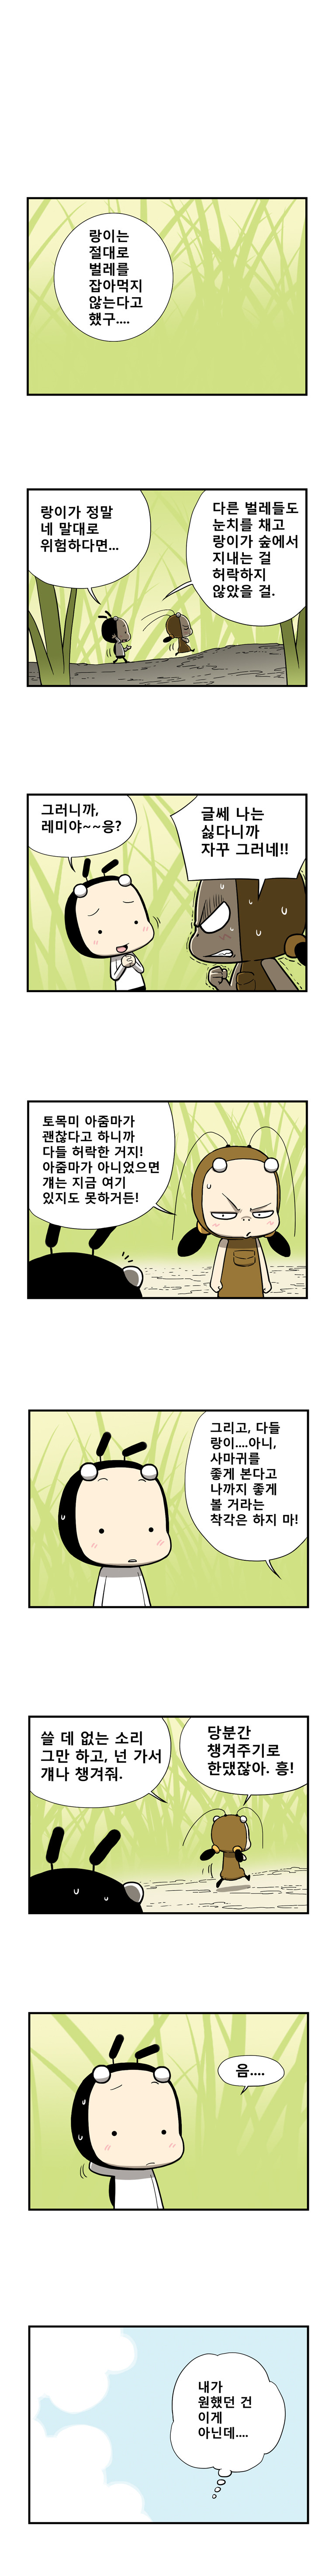 랑이는
절대로
벌레를
잡아먹지
않는다고
했구....
랑이가 정말
네 말대로
위험하다면...
다른 벌레들도
눈치를 채고
랑이가 숲에서
지내는 걸
허락하지
않았을 걸.
그러니까,
레미야~~응?
글쎄 나는
싫다니까
자꾸 그러네!!
토목미 아줌마가
괜찮다고 하니까
다들 허락한 거지!
아줌마가 아니었으면
걔는 지금 여기
있지도 못하거든!
그리고, 다들
랑이....아니,
사마귀를
좋게 본다고
나까지 좋게
볼 거라는
착각은 하지 마!
쓸 데 없는 소리
그만 하고, 넌 가서
걔나 챙겨줘.
당분간
챙겨주기로
한댔잖아. 흥!
음....
내가
원했던 건
이게
아닌데....